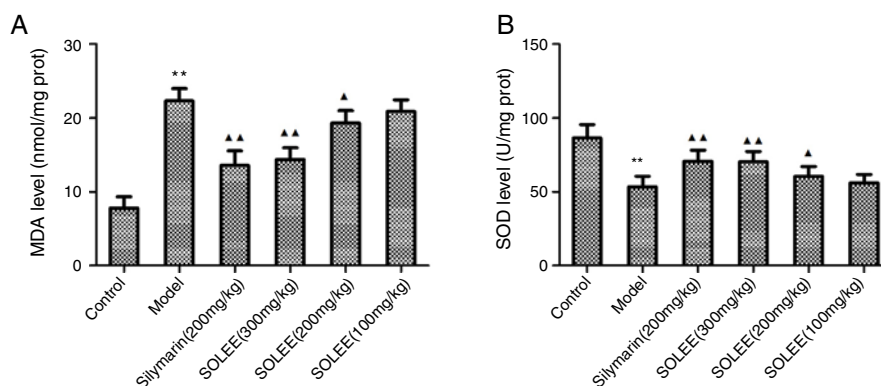 A
MDA level (nmol/mg prot)
30
20
10
0
**
▲▲
▲▲
▲
Control
Model
Silymarin(200mg/kg)
SOLEE(300mg/kg)
SOLEE(200mg/kg)
SOLEE(100mg/kg)
B
SOD level (U/mg prot)
150
100
50
0
**
▲▲
▲▲
▲
Control
Model
Silymarin(200mg/kg)
SOLEE(300mg/kg)
SOLEE(200mg/kg)
SOLEE(100mg/kg)